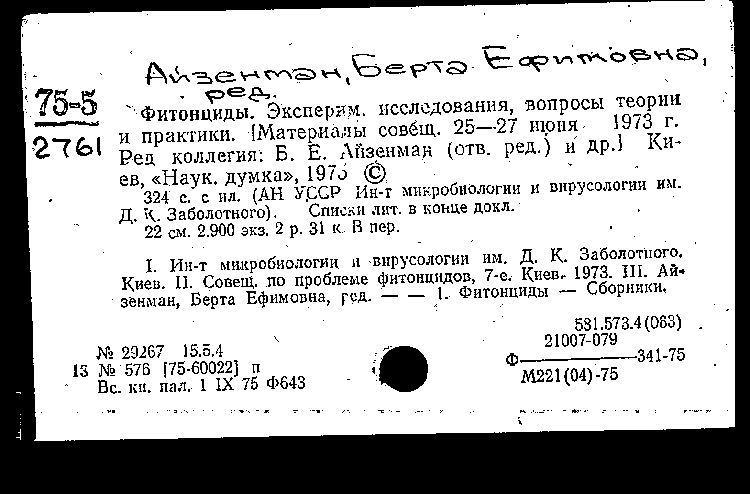 Айзенман, Берта Ефимовна,
ред.
75-5
2761
Фитонциды. Эксперим. исследования, вопросы теории
и практики. [Материалы совещ. 25—27 июня 1973 г.
Ред коллегия: Б. Е. Айзенман (отв. ред.) и др.] Ки-
ев, «Наук. думка», 1975 ©
324 с. с ил. (АН УССР Ин-т микробиологии и вирусологии им.
Д. К. Заболотного). Списки лит. в конце докл.
22 см. 2.900 экз. 2 р. 31 к. В пер.
I. Ин-т микробиологии и вирусологии им. Д. К. Заболотного.
Киев. II. Совещ. по проблеме фитонцидов, 7-е. Киев. 1973. III. Ай-
зенман, Берта Ефимовна, ред. — — 1. Фитонциды — Сборники.
581.573.4(063)
№ 29267 15.5.4
21007-079
13 № 576 [75-60022] п
Ф———341-75
Вс. кн. пал. 1 IX 75 Ф643
М221(04)-75